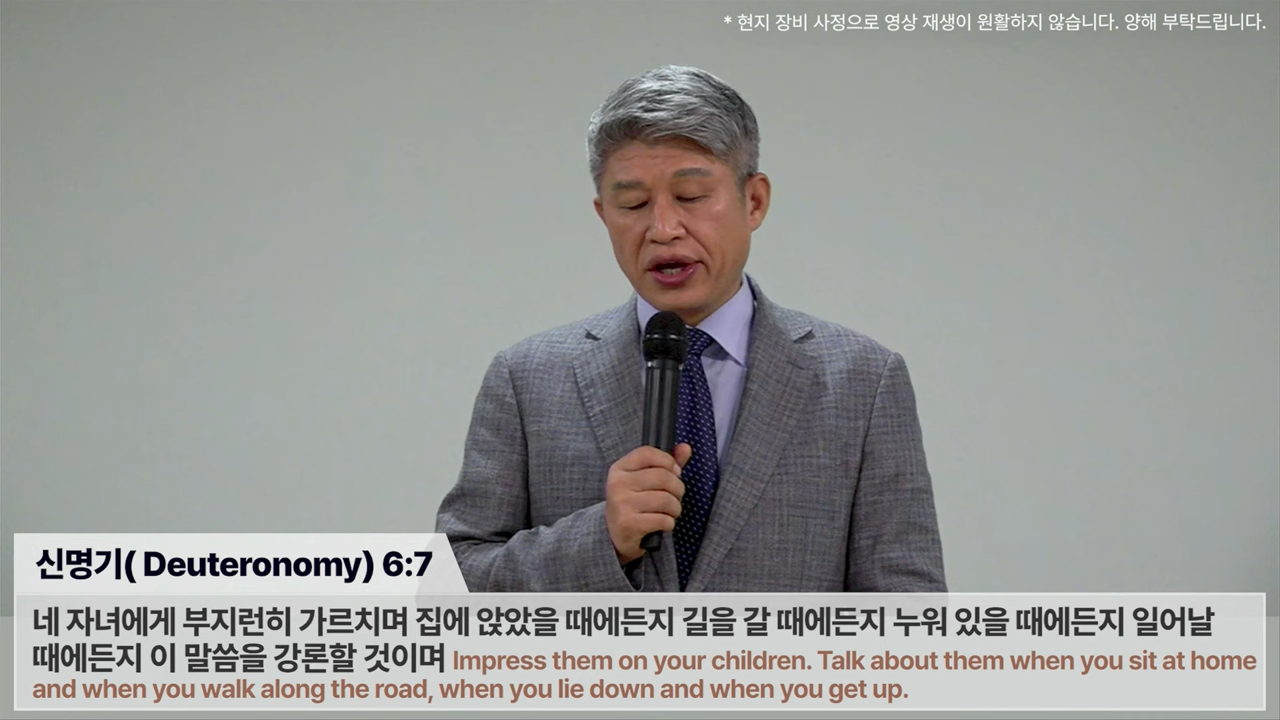 * 현지 장비 사정으로 영상 재생이 원활하지 않습니다. 양해 부탁드립니다.
신명기( Deuteronomy) 6:7
네 자녀에게 부지런히 가르치며 집에 앉았을 때에든지 길을 갈 때에든지 누워 있을 때에든지 일어날
때에든지 이 말씀을 강론할 것이며 Impress them on your children. Talk about them when you sit at home
and when you walk along the road, when you lie down and when you get up.